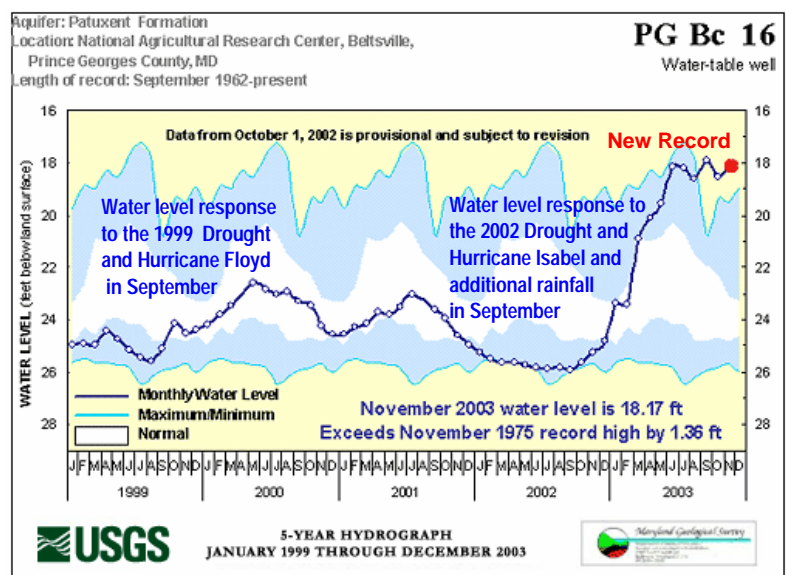 Aquifer: Patuxent Formation
Location: National Agricultural Research Center, Beltsville,
Prince Georges County, MD
Length of record: September 1962-present
PG Bc 16
Water-table well
Data from October 1, 2002 is provisional and subject to revision
New Record
Water level response
to the 1999 Drought
and Hurricane Floyd
in September
Water level response to
the 2002 Drought and
Hurricane Isabel and
additional rainfall
in September
WATER LEVEL (feet below land surface)
16 16
18 18
20 20
22 22
24 24
26 26
28 28
Monthly Water Level
Maximum/Minimum
Normal
November 2003 water level is 18.17 ft
Exceeds November 1975 record high by 1.36 ft
J F M A M J J A S O N D J F M A M J J A S O N D J F M A M J J A S O N D J F M A M J J A S O N D J F M A M J J A S O N D
1999 2000 2001 2002 2003
USGS
5-YEAR HYDROGRAPH
JANUARY 1999 THROUGH DECEMBER 2003
Maryland Geological Survey